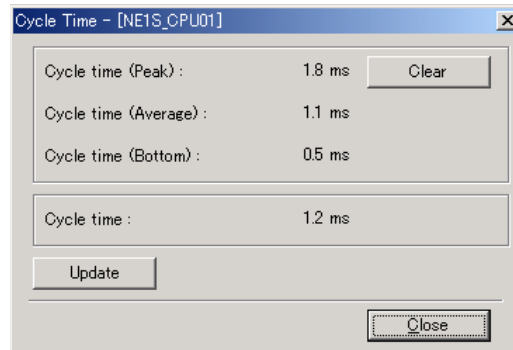 Cycle Time - [NE1S_CPU01]
Cycle time (Peak) : 1.8 ms Clear
Cycle time (Average) : 1.1 ms
Cycle time (Bottom) : 0.5 ms
Cycle time : 1.2 ms
Update
Close